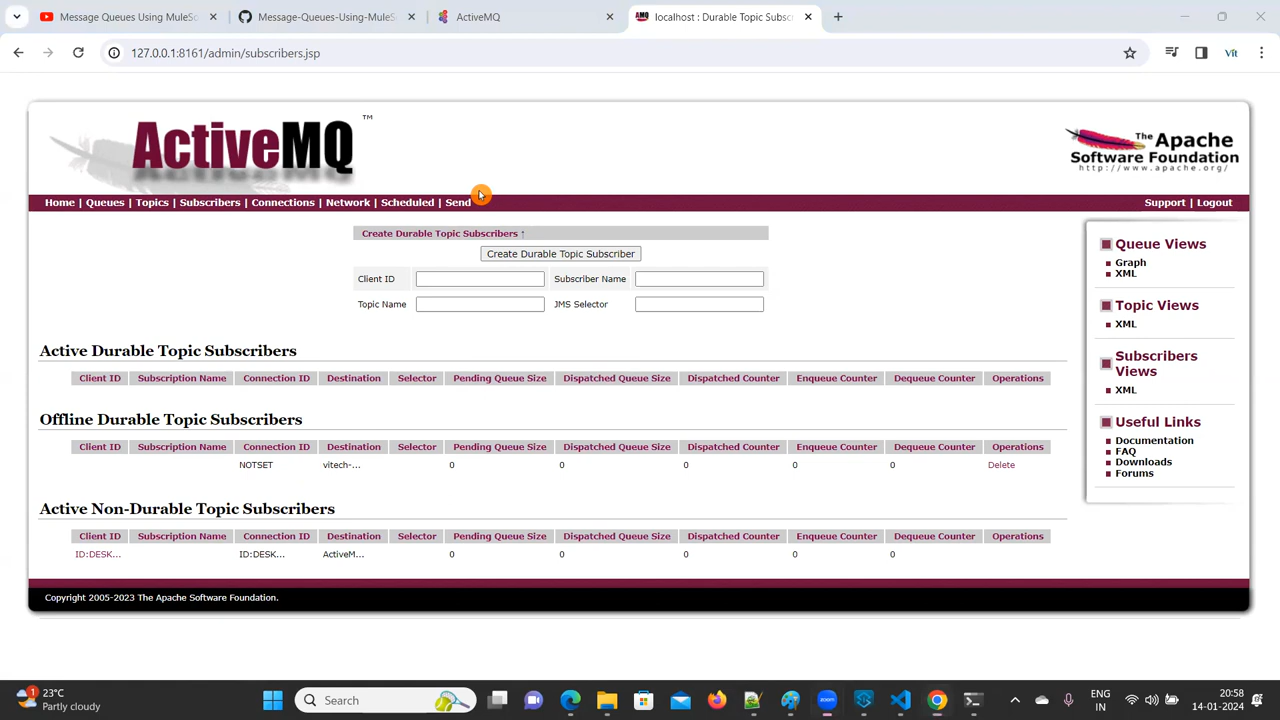 Message Queues Using MuleSo
Message-Queues-Using-MuleSo
ActiveMQ
localhost : Durable Topic Subsc
127.0.0.1:8161/admin/subscribers.jsp
Vit
ActiveMQ™
The Apache
Software Foundation
http://www.apache.org/
Home | Queues | Topics | Subscribers | Connections | Network | Scheduled | Send
Support | Logout
Create Durable Topic Subscribers ↑
Create Durable Topic Subscriber
Client ID Subscriber Name
Topic Name JMS Selector
Active Durable Topic Subscribers
Client ID Subscription Name Connection ID Destination Selector Pending Queue Size Dispatched Queue Size Dispatched Counter Enqueue Counter Dequeue Counter Operations
Offline Durable Topic Subscribers
Client ID Subscription Name Connection ID Destination Selector Pending Queue Size Dispatched Queue Size Dispatched Counter Enqueue Counter Dequeue Counter Operations
NOTSET vitech-... 0 0 0 0 0 Delete
Active Non-Durable Topic Subscribers
Client ID Subscription Name Connection ID Destination Selector Pending Queue Size Dispatched Queue Size Dispatched Counter Enqueue Counter Dequeue Counter Operations
ID:DESK... ID:DESK... ActiveM... 0 0 0 0 0
Queue Views
Graph
XML
Topic Views
XML
Subscribers
Views
XML
Useful Links
Documentation
FAQ
Downloads
Forums
Copyright 2005-2023 The Apache Software Foundation.
1
23°C
Partly cloudy
Search
zoom
ENG
IN
20:58
14-01-2024